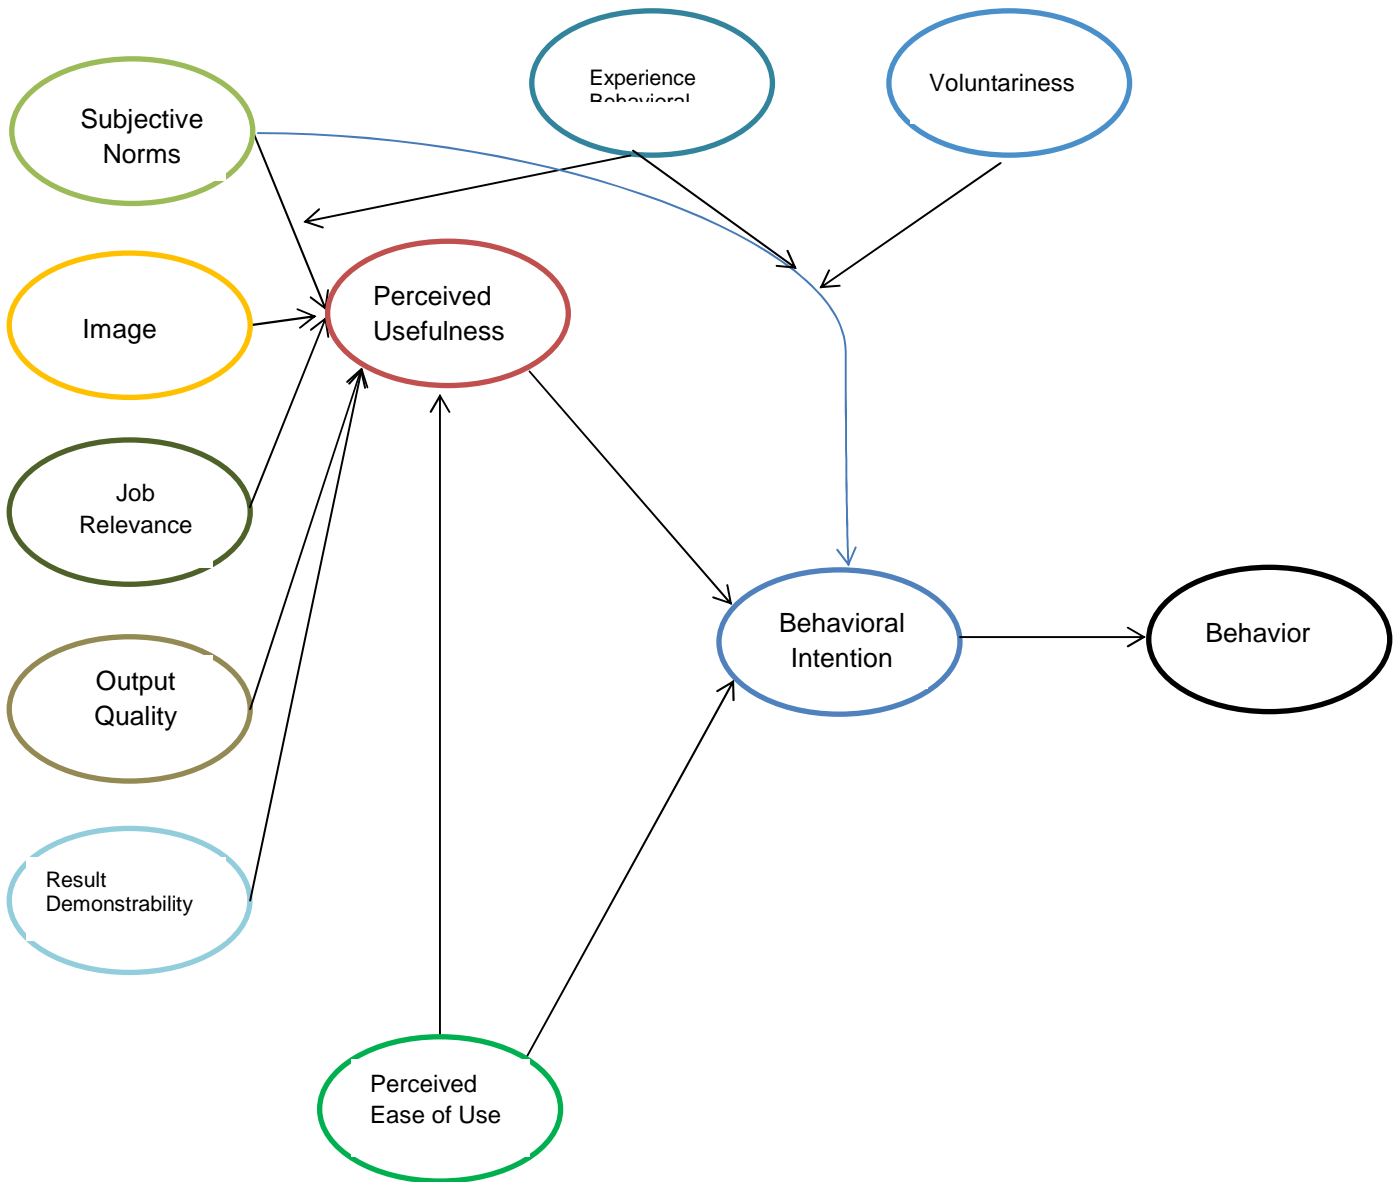 Experience
Behavioral
Voluntariness
Subjective
Norms
Image
Perceived
Usefulness
Job
Relevance
Output
Quality
Behavioral
Intention
Behavior
Result
Demonstrability
Perceived
Ease of Use